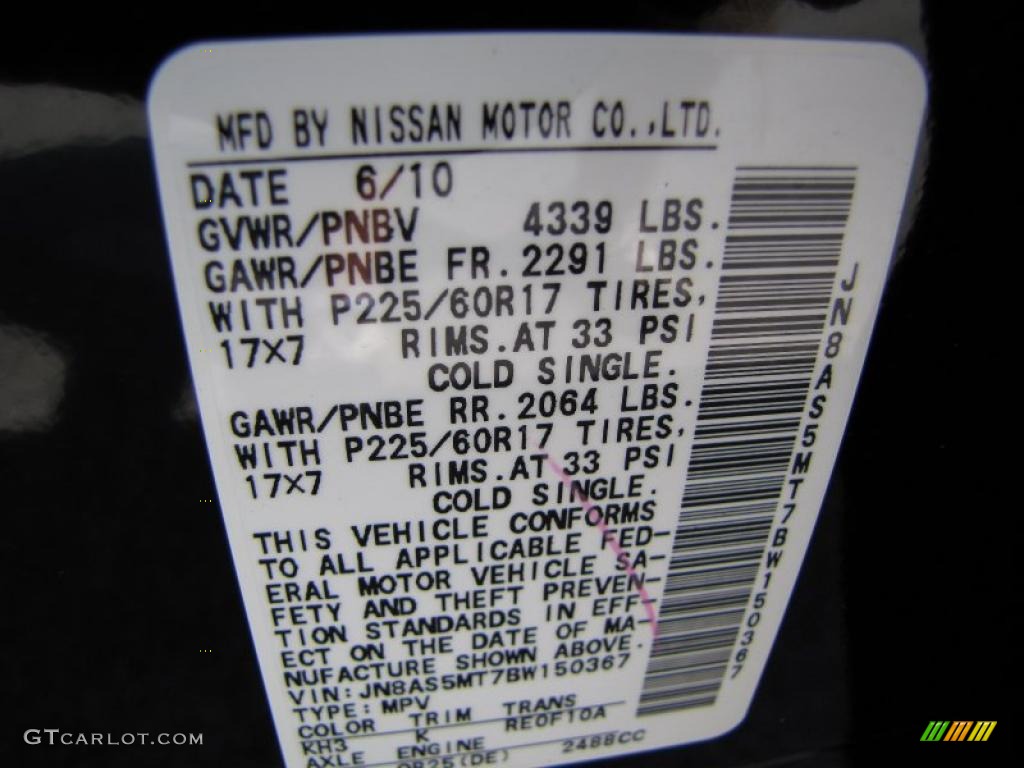 MFD BY NISSAN MOTOR CO.,LTD.
DATE 6/10
GVWR/PNBV 4339 LBS.
GAWR/PNBE FR. 2291 LBS.
WITH P225/60R17 TIRES,
17X7 RIMS. AT 33 PSI
COLD SINGLE.
GAWR/PNBE RR. 2064 LBS.
WITH P225/60R17 TIRES,
17X7 RIMS. AT 33 PSI
COLD SINGLE.
THIS VEHICLE CONFORMS
TO ALL APPLICABLE FED-
ERAL MOTOR VEHICLE SA-
FETY AND THEFT PREVEN-
TION STANDARDS IN EFF-
ECT ON THE DATE OF MA-
NUFACTURE SHOWN ABOVE.
VIN: JN8AS5MT7BW150367
TYPE: MPV
COLOR TRIM TRANS
KH3 K RE0F10A
AXLE ENGINE
QR25(DE) 2488CC
JN8AS5MT7BW150367
GTCARLOT.COM